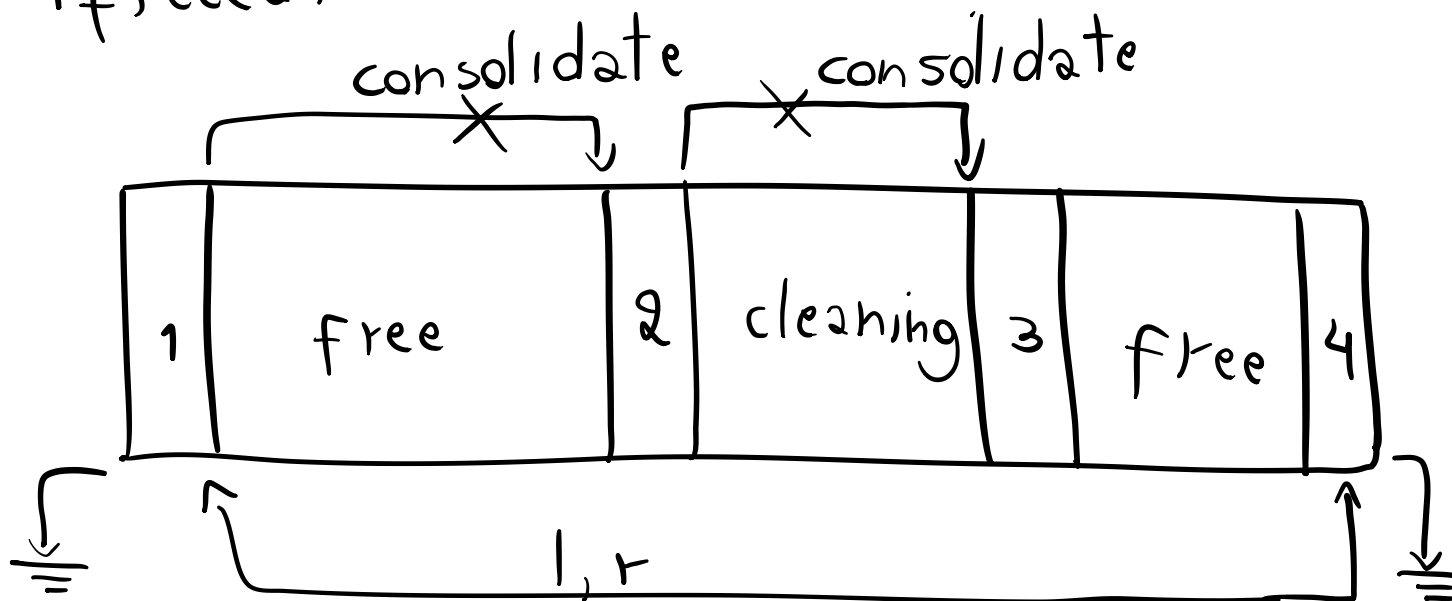 consolidate consolidate
1 free 2 cleaning 3 free 4
l, r